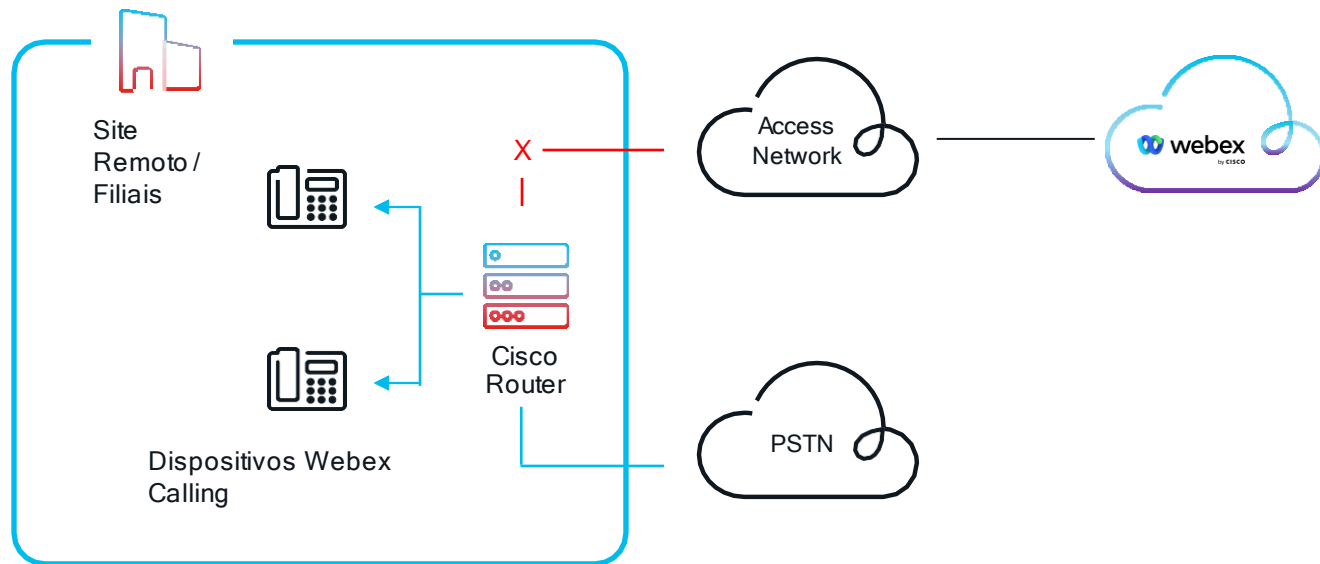 Site
Remoto /
Filiais
X
Access
Network
webex
by CISCO
Cisco
Router
PSTN
Dispositivos Webex
Calling